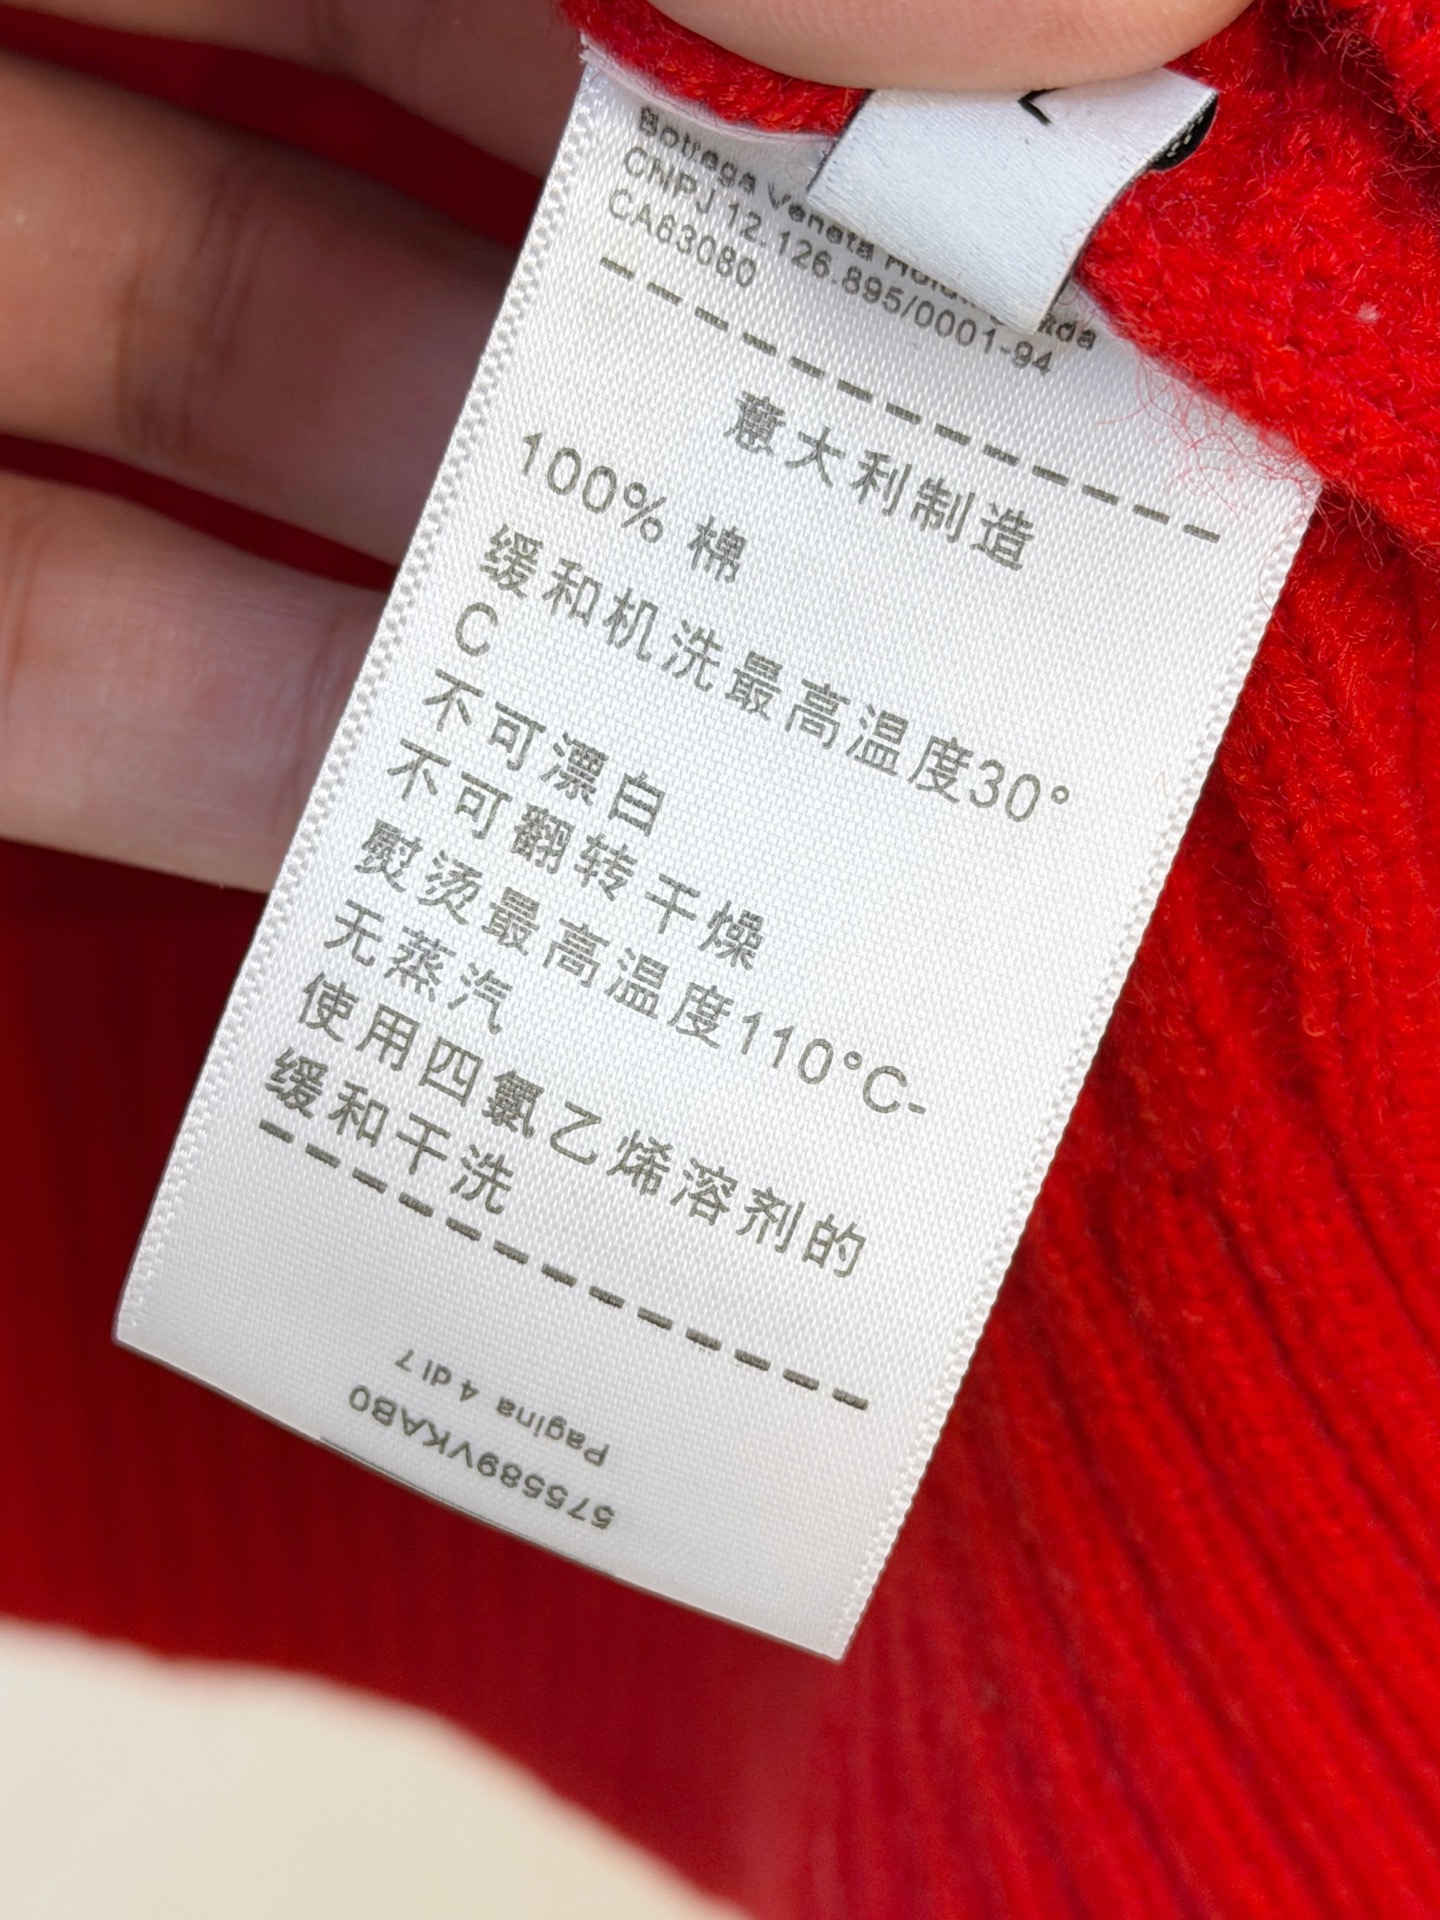 Bottega Veneta
CNPJ 12.126.895/0001-94
CA63080
意大利制造
100% 棉
缓和机洗最高温度30°
C
不可漂白
不可翻转干燥
熨烫最高温度110°C-
无蒸汽
使用四氯乙烯溶剂的
缓和干洗
Pagina 4 di 7
575589VKAB0